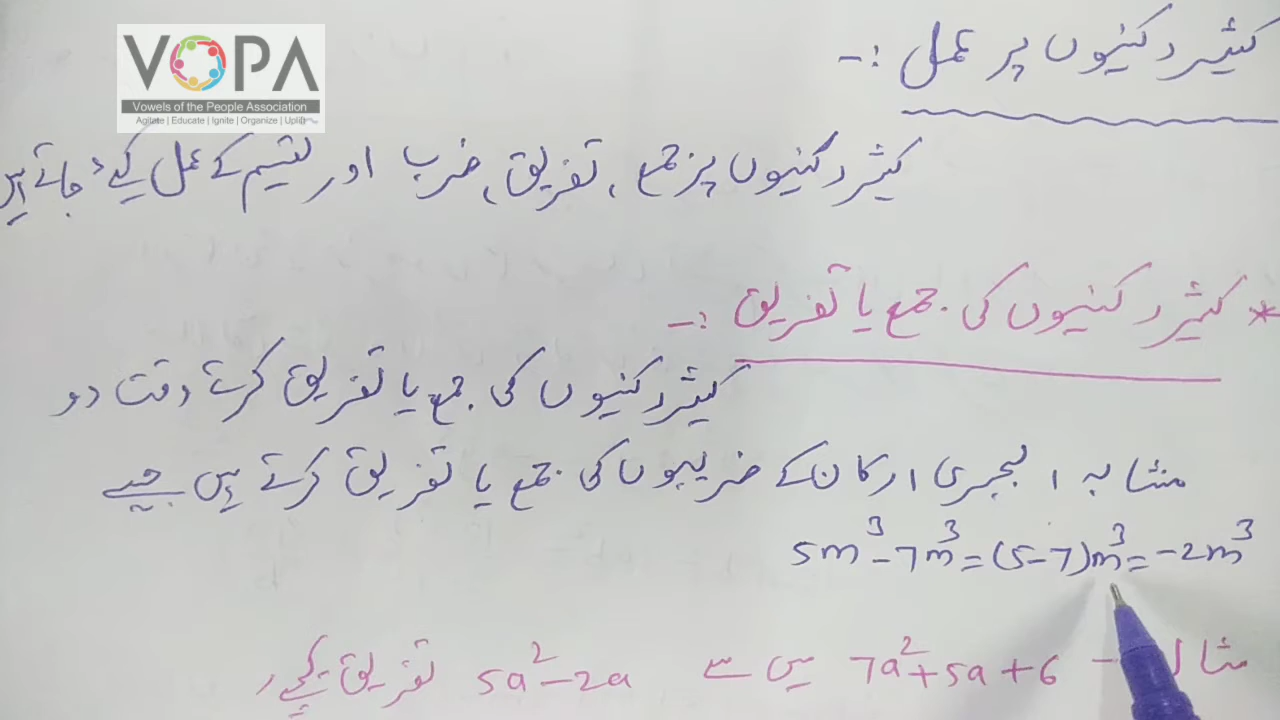 VOPA
Vowels of the People Association
Agitate | Educate | Ignite | Organize | Uplift
کثیر رکنیوں پر عمل :-
کثیر رکنیوں پر جمع ، تفریق ، ضرب اور تقسیم کے عمل کیے جاتے ہیں
* کثیر رکنیوں کی جمع یا تفریق :-
کثیر رکنیوں کی جمع یا تفریق کرتے وقت دو
مشابہ الجبری ارکان کے ضریبوں کی جمع یا تفریق کرتے ہیں جیسے
5m³ - 7m³ = (5-7)m³ = -2m³
مثال - 7a²+5a+6 میں سے 5a²-2a تفریق کیجیے